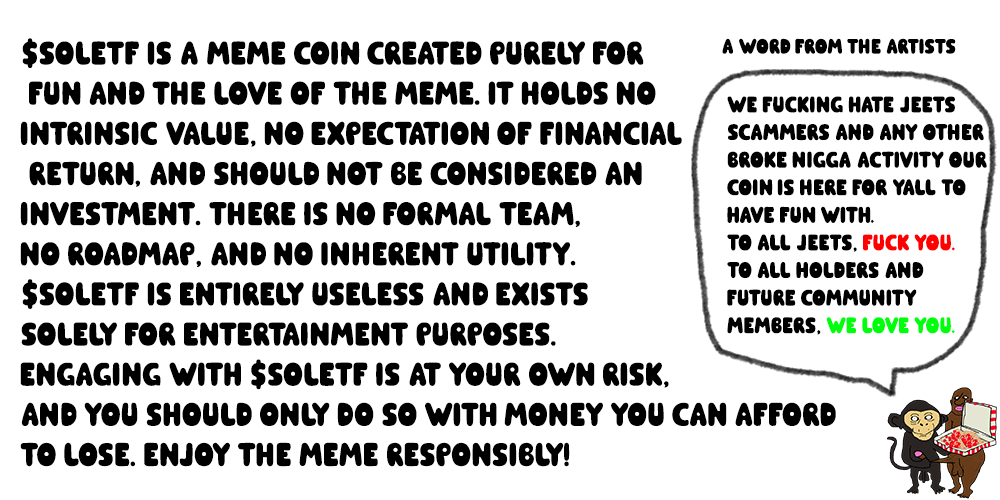 $SOLETF IS A MEME COIN CREATED PURELY FOR
FUN AND THE LOVE OF THE MEME. IT HOLDS NO
INTRINSIC VALUE, NO EXPECTATION OF FINANCIAL
RETURN, AND SHOULD NOT BE CONSIDERED AN
INVESTMENT. THERE IS NO FORMAL TEAM,
NO ROADMAP, AND NO INHERENT UTILITY.
$SOLETF IS ENTIRELY USELESS AND EXISTS
SOLELY FOR ENTERTAINMENT PURPOSES.
ENGAGING WITH $SOLETF IS AT YOUR OWN RISK,
AND YOU SHOULD ONLY DO SO WITH MONEY YOU CAN AFFORD
TO LOSE. ENJOY THE MEME RESPONSIBLY!
A WORD FROM THE ARTISTS
WE FUCKING HATE JEETS
SCAMMERS AND ANY OTHER
BROKE NIGGA ACTIVITY OUR
COIN IS HERE FOR YALL TO
HAVE FUN WITH.
TO ALL JEETS, FUCK YOU.
TO ALL HOLDERS AND
FUTURE COMMUNITY
MEMBERS, WE LOVE YOU.